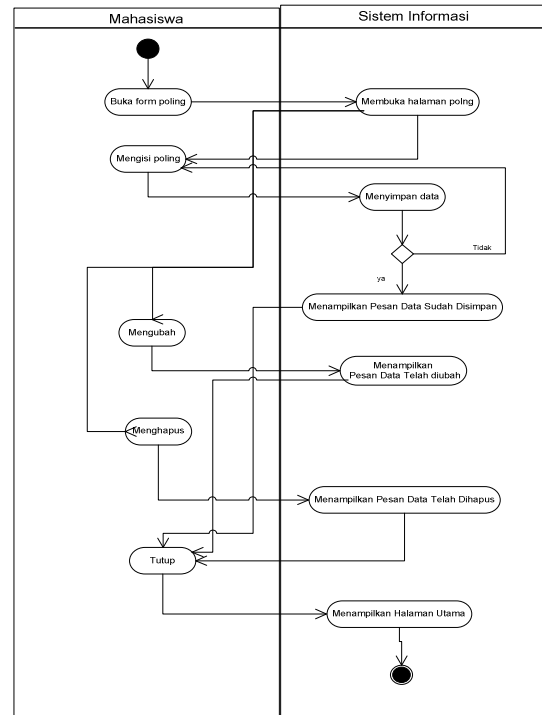 Mahasiswa
Sistem Informasi
Buka form poling
Membuka halaman polng
Mengisi poling
Menyimpan data
Tidak
ya
Menampilkan Pesan Data Sudah Disimpan
Mengubah
Menampilkan
Pesan Data Telah diubah
Menghapus
Menampilkan Pesan Data Telah Dihapus
Tutup
Menampilkan Halaman Utama